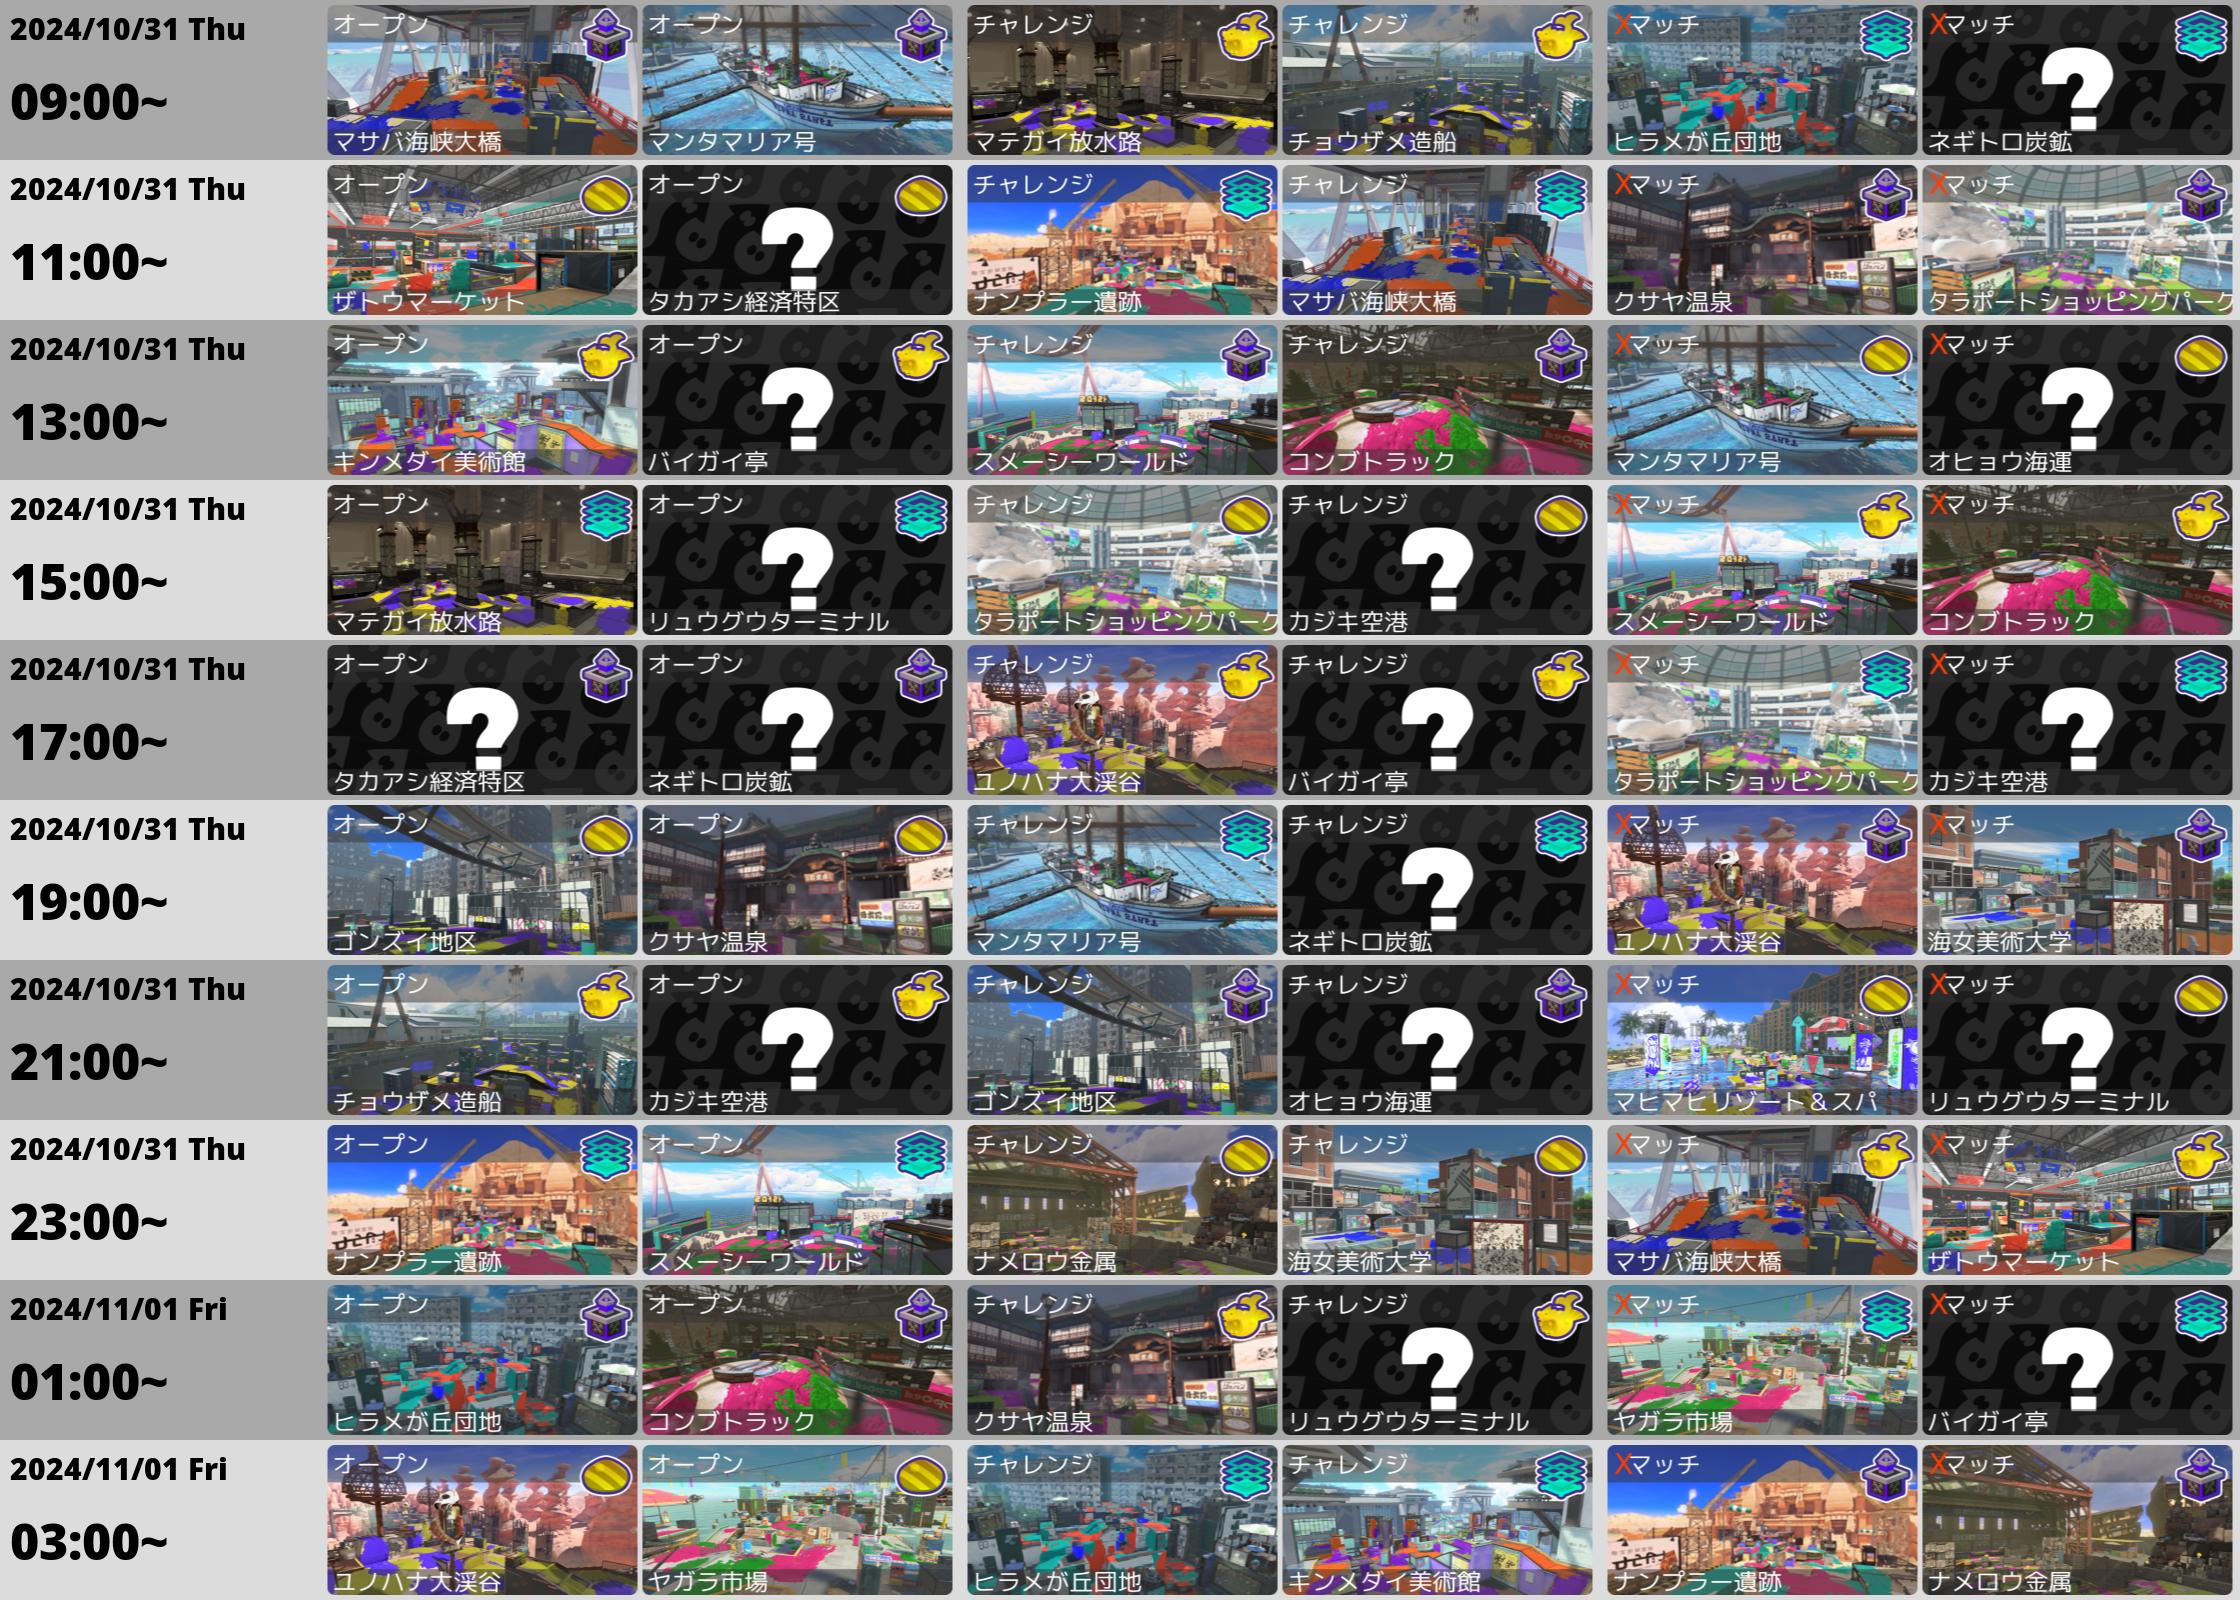 2024/10/31 Thu
09:00~
オープン
マサバ海峡大橋
オープン
マンタマリア号
チャレンジ
マテガイ放水路
チャレンジ
チョウザメ造船
Xマッチ
ヒラメが丘団地
Xマッチ
?
ネギトロ炭鉱
2024/10/31 Thu
11:00~
オープン
ザトウマーケット
オープン
?
タカアシ経済特区
チャレンジ
ナンプラー遺跡
チャレンジ
マサバ海峡大橋
Xマッチ
クサヤ温泉
Xマッチ
タラポートショッピングパーク
2024/10/31 Thu
13:00~
オープン
キンメダイ美術館
オープン
?
バイガイ亭
チャレンジ
スメーシーワールド
チャレンジ
コンブトラック
Xマッチ
マンタマリア号
Xマッチ
?
オヒョウ海運
2024/10/31 Thu
15:00~
オープン
マテガイ放水路
オープン
?
リュウグウターミナル
チャレンジ
タラポートショッピングパーク
チャレンジ
?
カジキ空港
Xマッチ
スメーシーワールド
Xマッチ
コンブトラック
2024/10/31 Thu
17:00~
オープン
?
タカアシ経済特区
オープン
?
ネギトロ炭鉱
チャレンジ
ユノハナ大渓谷
チャレンジ
?
バイガイ亭
Xマッチ
タラポートショッピングパーク
Xマッチ
?
カジキ空港
2024/10/31 Thu
19:00~
オープン
ゴンズイ地区
オープン
クサヤ温泉
チャレンジ
マンタマリア号
チャレンジ
?
ネギトロ炭鉱
Xマッチ
ユノハナ大渓谷
Xマッチ
海女美術大学
2024/10/31 Thu
21:00~
オープン
チョウザメ造船
オープン
?
カジキ空港
チャレンジ
ゴンズイ地区
チャレンジ
?
オヒョウ海運
Xマッチ
マヒマヒリゾート＆スパ
Xマッチ
?
リュウグウターミナル
2024/10/31 Thu
23:00~
オープン
ナンプラー遺跡
オープン
スメーシーワールド
チャレンジ
ナメロウ金属
チャレンジ
海女美術大学
Xマッチ
マサバ海峡大橋
Xマッチ
ザトウマーケット
2024/11/01 Fri
01:00~
オープン
ヒラメが丘団地
オープン
コンブトラック
チャレンジ
クサヤ温泉
チャレンジ
?
リュウグウターミナル
Xマッチ
ヤガラ市場
Xマッチ
?
バイガイ亭
2024/11/01 Fri
03:00~
オープン
ユノハナ大渓谷
オープン
ヤガラ市場
チャレンジ
ヒラメが丘団地
チャレンジ
キンメダイ美術館
Xマッチ
ナンプラー遺跡
Xマッチ
ナメロウ金属